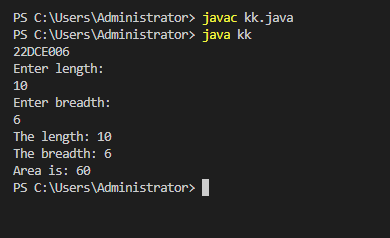 PS C:\Users\Administrator> javac kk.java
PS C:\Users\Administrator> java kk
22DCE006
Enter length:
10
Enter breadth:
6
The length: 10
The breadth: 6
Area is: 60
PS C:\Users\Administrator>